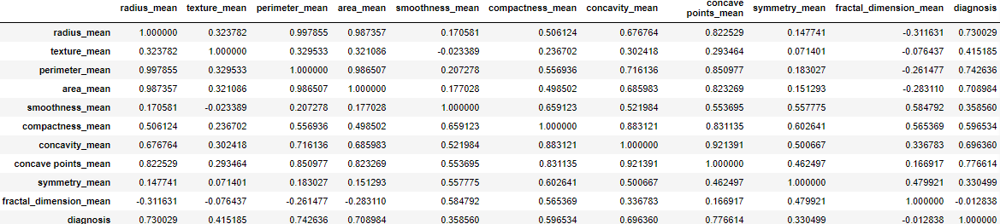 radius_mean texture_mean perimeter_mean area_mean smoothness_mean compactness_mean concavity_mean concave points_mean symmetry_mean fractal_dimension_mean diagnosis
radius_mean 1.000000 0.323782 0.997855 0.987357 0.170581 0.506124 0.676764 0.822529 0.147741 -0.311631 0.730029
texture_mean 0.323782 1.000000 0.329533 0.321086 -0.023389 0.236702 0.302418 0.293464 0.071401 -0.076437 0.415185
perimeter_mean 0.997855 0.329533 1.000000 0.986507 0.207278 0.556936 0.716136 0.850977 0.183027 -0.261477 0.742636
area_mean 0.987357 0.321086 0.986507 1.000000 0.177028 0.498502 0.685983 0.823269 0.151293 -0.283110 0.708984
smoothness_mean 0.170581 -0.023389 0.207278 0.177028 1.000000 0.659123 0.521984 0.553695 0.557775 0.584792 0.358560
compactness_mean 0.506124 0.236702 0.556936 0.498502 0.659123 1.000000 0.883121 0.831135 0.602641 0.565369 0.596534
concavity_mean 0.676764 0.302418 0.716136 0.685983 0.521984 0.883121 1.000000 0.921391 0.500667 0.336783 0.696360
concave points_mean 0.822529 0.293464 0.850977 0.823269 0.553695 0.831135 0.921391 1.000000 0.462497 0.166917 0.776614
symmetry_mean 0.147741 0.071401 0.183027 0.151293 0.557775 0.602641 0.500667 0.462497 1.000000 0.479921 0.330499
fractal_dimension_mean -0.311631 -0.076437 -0.261477 -0.283110 0.584792 0.565369 0.336783 0.166917 0.479921 1.000000 -0.012838
diagnosis 0.730029 0.415185 0.742636 0.708984 0.358560 0.596534 0.696360 0.776614 0.330499 -0.012838 1.000000